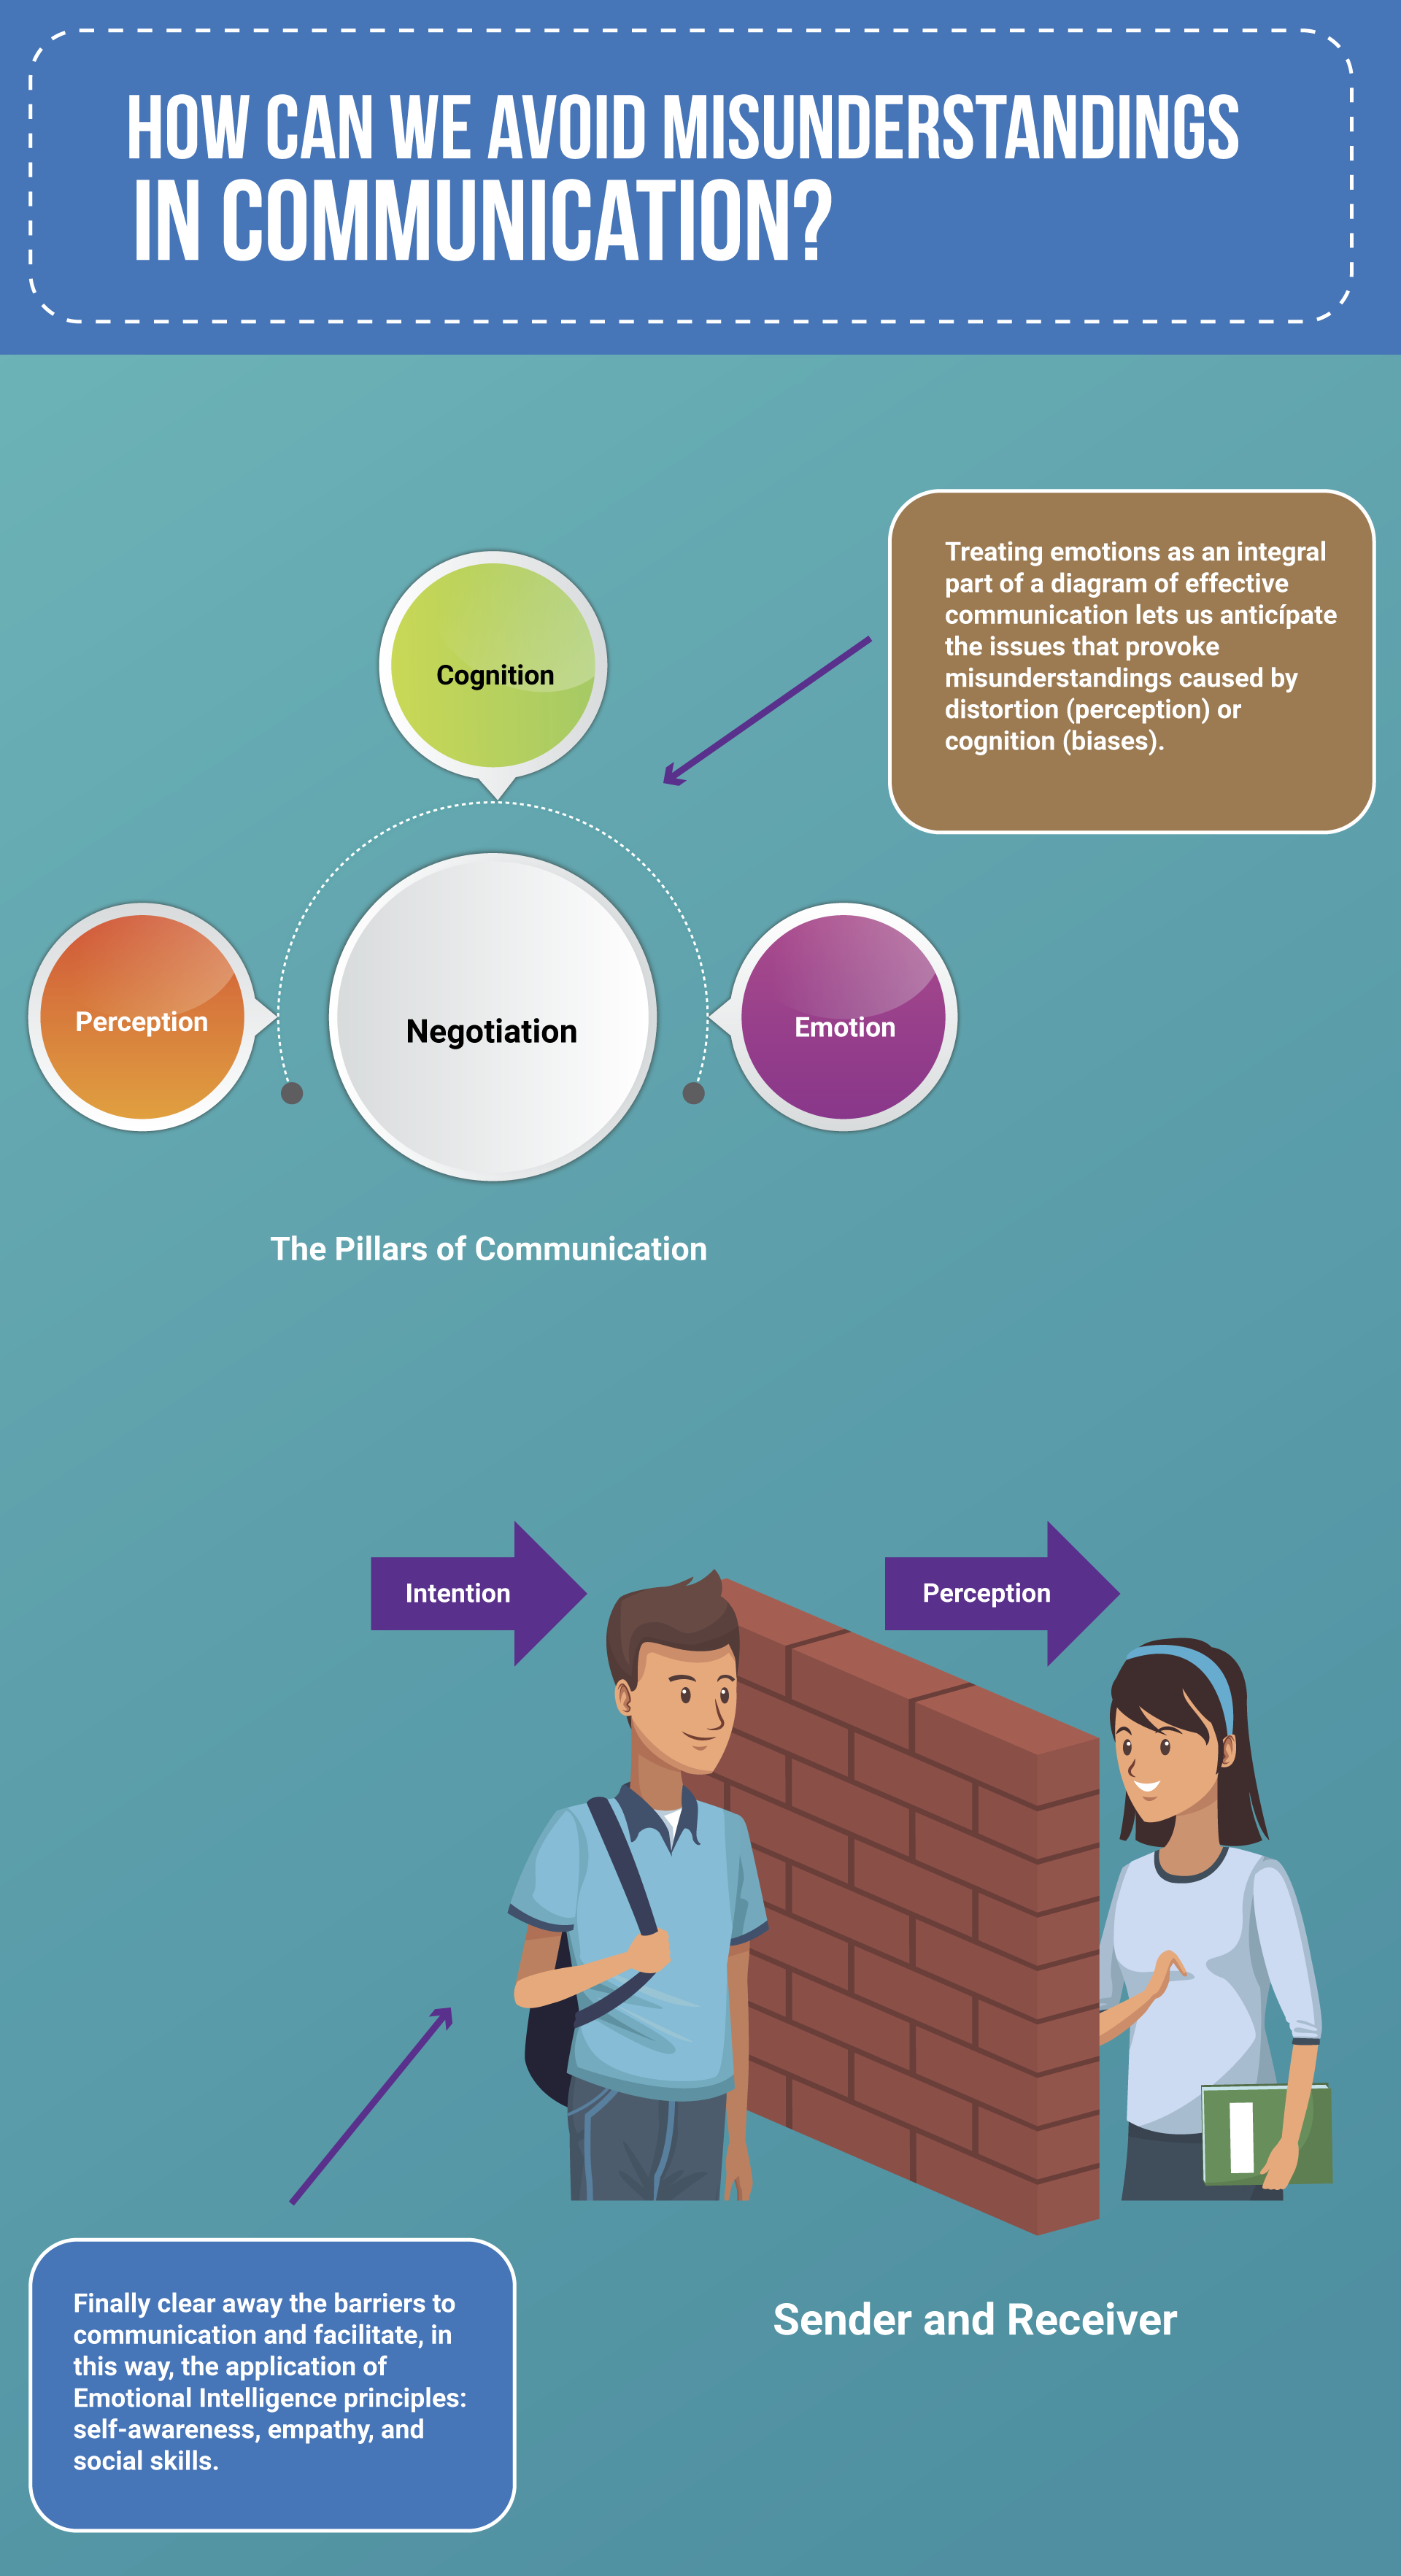 HOW CAN WE AVOID MISUNDERSTANDINGS
IN COMMUNICATION?
Treating emotions as an integral
part of a diagram of effective
communication lets us anticípate
the issues that provoke
misunderstandings caused by
distortion (perception) or
cognition (biases).
Cognition
Perception
Negotiation
Emotion
The Pillars of Communication
Intention
Perception
Sender and Receiver
Finally clear away the barriers to
communication and facilitate, in
this way, the application of
Emotional Intelligence principles:
self-awareness, empathy, and
social skills.